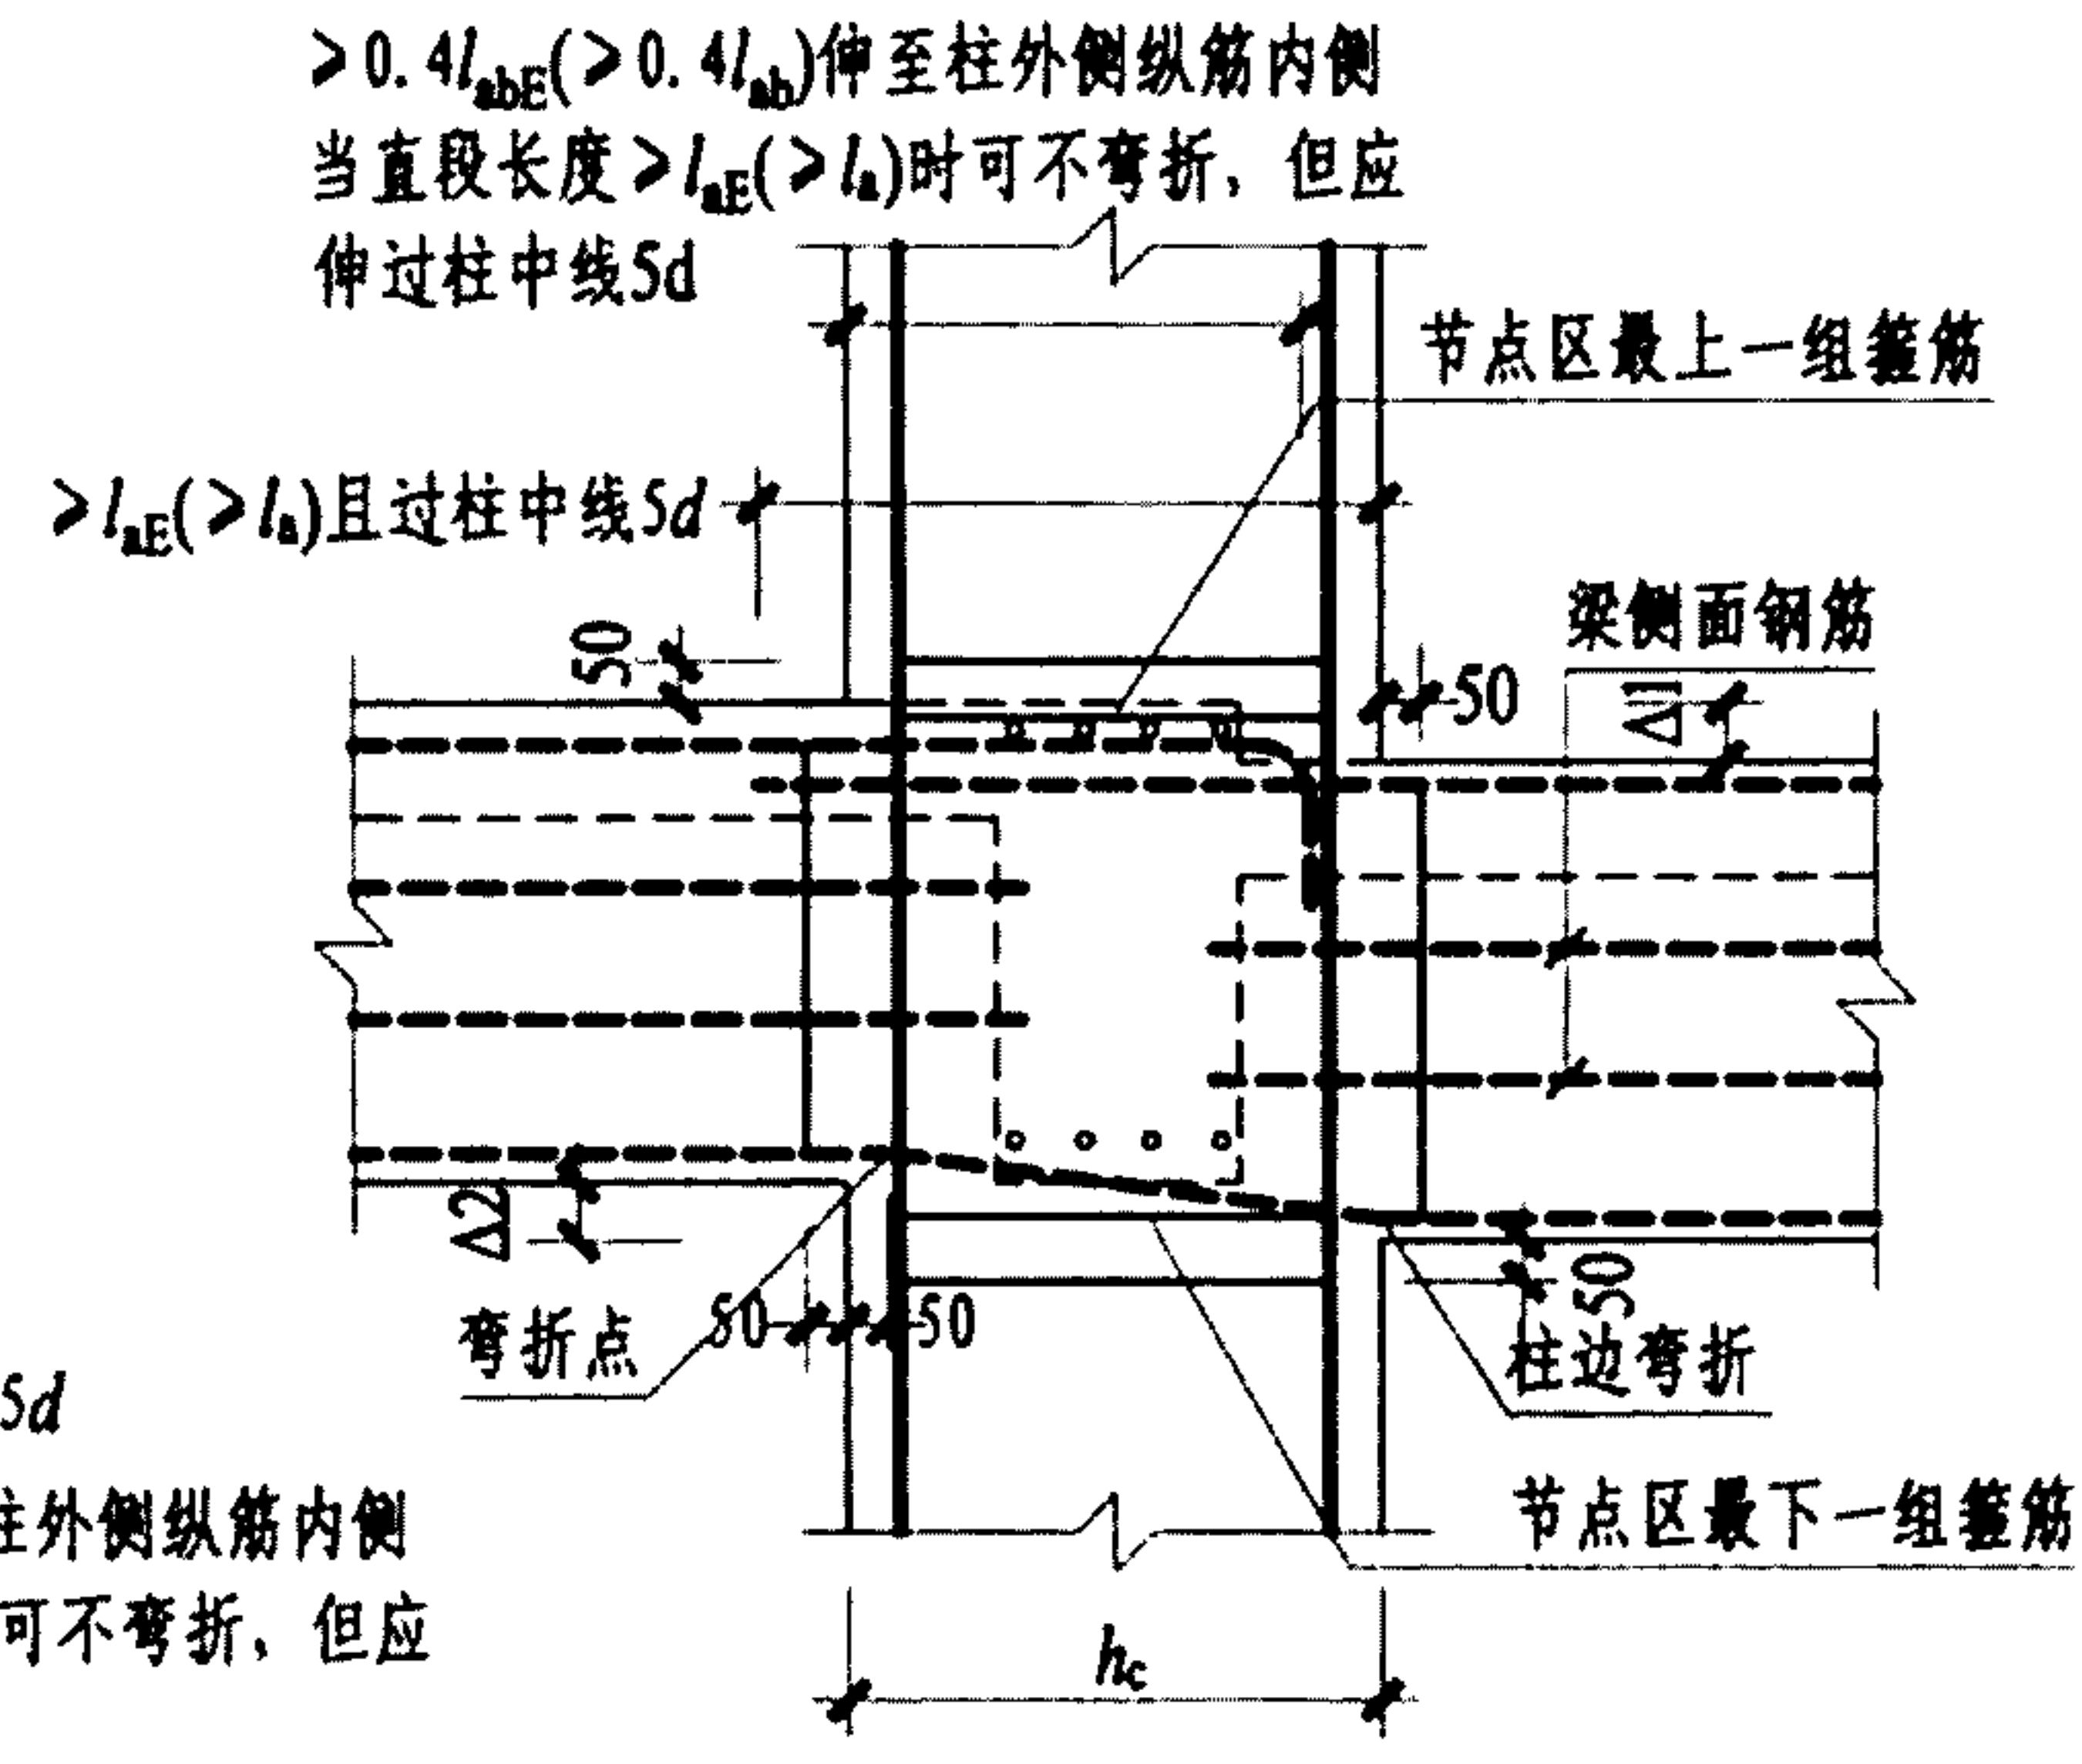 >0.4labE(>0.4lab)伸至柱外侧纵筋内侧
当直段长度>laE(>la)时可不弯折，但应
伸过柱中线5d
节点区最上一组箍筋
>laE(>la)且过柱中线5d
梁侧面钢筋
50
50
Δ1
Δ2
50
50
50
弯折点
柱边弯折
5d
柱外侧纵筋内侧
节点区最下一组箍筋
可不弯折，但应
hc